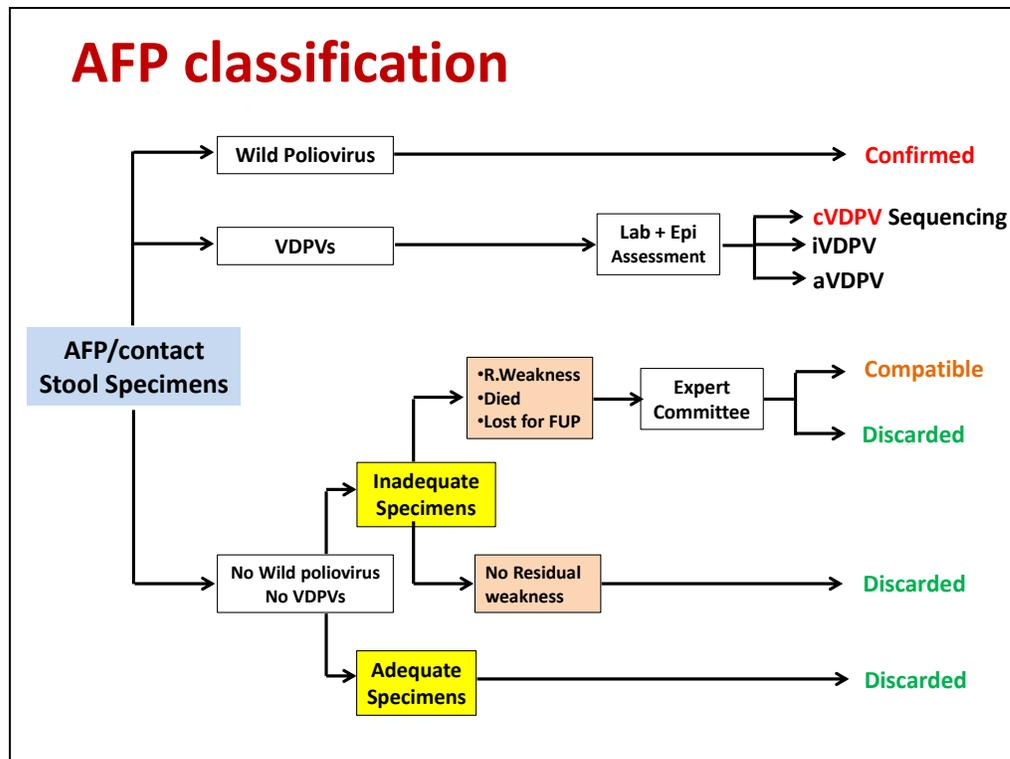 AFP classification
Wild Poliovirus
Confirmed
VDPVs
Lab + Epi
Assessment
cVDPV Sequencing
iVDPV
aVDPV
AFP/contact
Stool Specimens
•R.Weakness
•Died
•Lost for FUP
Expert
Committee
Compatible
Discarded
Inadequate
Specimens
No Wild poliovirus
No VDPVs
No Residual
weakness
Discarded
Adequate
Specimens
Discarded